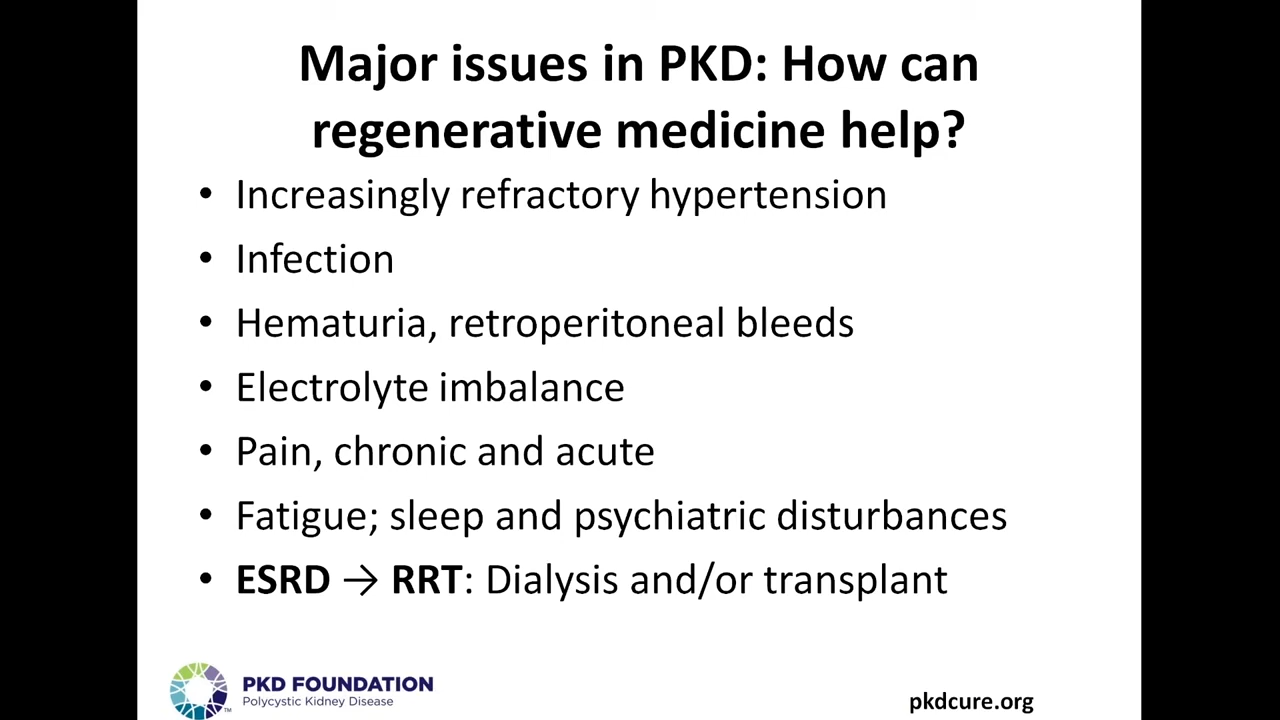 Major issues in PKD: How can
regenerative medicine help?
• Increasingly refractory hypertension
• Infection
• Hematuria, retroperitoneal bleeds
• Electrolyte imbalance
• Pain, chronic and acute
• Fatigue; sleep and psychiatric disturbances
• ESRD → RRT: Dialysis and/or transplant
PKD FOUNDATION
Polycystic Kidney Disease ™
pkdcure.org